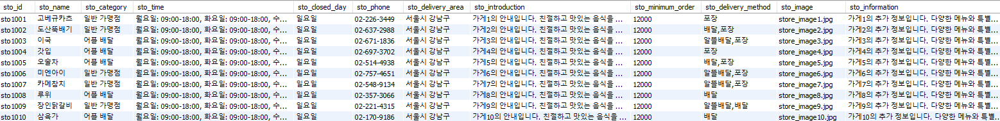 sto_id sto_name sto_category sto_time sto_closed_day sto_phone sto_delivery_area sto_introduction sto_minimum_order sto_delivery_method sto_image sto_information
sto1001 고베규카츠 일반 가맹점 월요일: 09:00-18:00, 화요일: 09:00-18:00, 수... 일요일 02-226-3449 서울시 강남구 가게1의 안내입니다. 친절하고 맛있는 음식을 ... 12000 포장 store_image1.jpg 가게1의 추가 정보입니다. 다양한 메뉴와 특별...
sto1002 도산뚝배기 일반 가맹점 월요일: 09:00-18:00, 화요일: 09:00-18:00, 수... 일요일 02-637-2988 서울시 강남구 가게2의 안내입니다. 친절하고 맛있는 음식을 ... 12000 배달,포장 store_image2.jpg 가게2의 추가 정보입니다. 다양한 메뉴와 특별...
sto1003 이국 어플 배달 월요일: 09:00-18:00, 화요일: 09:00-18:00, 수... 일요일 02-671-1836 서울시 강남구 가게3의 안내입니다. 친절하고 맛있는 음식을 ... 12000 알뜰배달,포장 store_image3.jpg 가게3의 추가 정보입니다. 다양한 메뉴와 특별...
sto1004 갓입 어플 배달 월요일: 09:00-18:00, 화요일: 09:00-18:00, 수... 일요일 02-697-3702 서울시 강남구 가게4의 안내입니다. 친절하고 맛있는 음식을 ... 12000 포장 store_image4.jpg 가게4의 추가 정보입니다. 다양한 메뉴와 특별...
sto1005 오술차 어플 배달 월요일: 09:00-18:00, 화요일: 09:00-18:00, 수... 일요일 02-514-4938 서울시 강남구 가게5의 안내입니다. 친절하고 맛있는 음식을 ... 12000 배달,포장 store_image5.jpg 가게5의 추가 정보입니다. 다양한 메뉴와 특별...
sto1006 미엔아이 일반 가맹점 월요일: 09:00-18:00, 화요일: 09:00-18:00, 수... 일요일 02-757-4651 서울시 강남구 가게6의 안내입니다. 친절하고 맛있는 음식을 ... 12000 알뜰배달,포장 store_image6.jpg 가게6의 추가 정보입니다. 다양한 메뉴와 특별...
sto1007 카메참치 일반 가맹점 월요일: 09:00-18:00, 화요일: 09:00-18:00, 수... 일요일 02-548-9134 서울시 강남구 가게7의 안내입니다. 친절하고 맛있는 음식을 ... 12000 알뜰배달,포장 store_image7.jpg 가게7의 추가 정보입니다. 다양한 메뉴와 특별...
sto1008 루위 어플 배달 월요일: 09:00-18:00, 화요일: 09:00-18:00, 수... 일요일 02-357-3066 서울시 강남구 가게8의 안내입니다. 친절하고 맛있는 음식을 ... 12000 배달 store_image8.jpg 가게8의 추가 정보입니다. 다양한 메뉴와 특별...
sto1009 장인닭갈비 일반 가맹점 월요일: 09:00-18:00, 화요일: 09:00-18:00, 수... 일요일 02-221-4315 서울시 강남구 가게9의 안내입니다. 친절하고 맛있는 음식을 ... 12000 알뜰배달,배달 store_image9.jpg 가게9의 추가 정보입니다. 다양한 메뉴와 특별...
sto1010 삼육가 어플 배달 월요일: 09:00-18:00, 화요일: 09:00-18:00, 수... 일요일 02-170-9186 서울시 강남구 가게10의 안내입니다. 친절하고 맛있는 음식을 ... 12000 배달 store_image10.jpg 가게10의 추가 정보입니다. 다양한 메뉴와 특별...